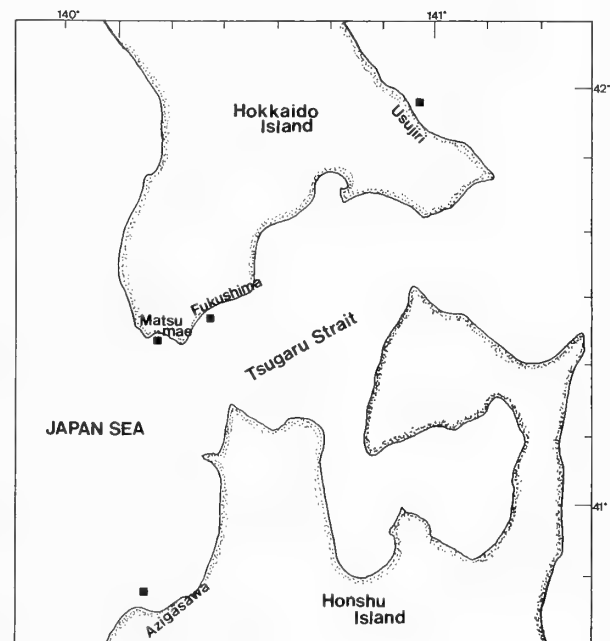 140°
141°
42°
Hokkaido
Island
Usujiri
Fukushima
Matsu
mae
Tsugaru Strait
JAPAN SEA
41°
Azigasawa
Honshu
Island